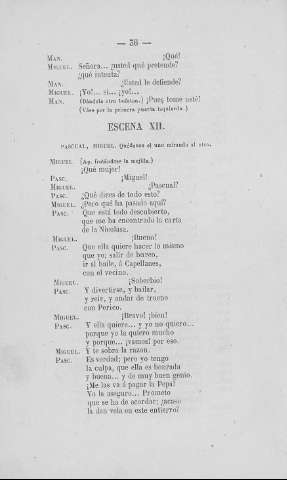 — 38 —
MAN. ¡Qué!
MIGUEL. Señora... ¿usted qué pretende?
¿qué intenta?
MAN. ¿Usted le defiende?
MIGUEL. ¡Yo!... si... ¡yo!...
MAN. (Dándole otro bofeton.) ¡Pues tome usté!
(Vase por la primera puerta izquierda.)
ESCENA XII.
PASCUAL, MIGUEL. Quédanse el uno mirando al otro.
MIGUEL (Ap. frotándose la mejilla.)
¡Qué mujer!
PASC. ¡Miguel!
MIGUEL. ¡Pascual!
PASC. ¿Qué dices de todo esto?
MIGUEL. ¿Pero qué ha pasado aquí?
PASC. Que está todo descubierto,
que me ha encontrado la carta
de la Nicolasa.
MIGUEL. ¡Bueno!
PASC. Que ella quiere hacer lo mismo
que yo; salir de
ir al baile, á Capellanes,
con el vecino.
MIGUEL. ¡Soberbio!
PASC. Y divertirse, y bailar,
y reir, y andar de trueno
con Perico.
MIGUEL. ¡Bravo! ¡bien!
PASC. Y ella quiere... y yo no quiero...
porque yo la quiero mucho
y porque... ¡vamos! por eso.
MIGUEL. Y te sobra la razon.
PASC. Es verdad; pero yo tengo
la culpa, que ella es honrada
y buena... y de muy buen genio.
¡Me las va á pagar la Pepa!
Yo la aseguro... Prometo
que se ha de acordar; ¿acaso
la dan vela en este entierro?